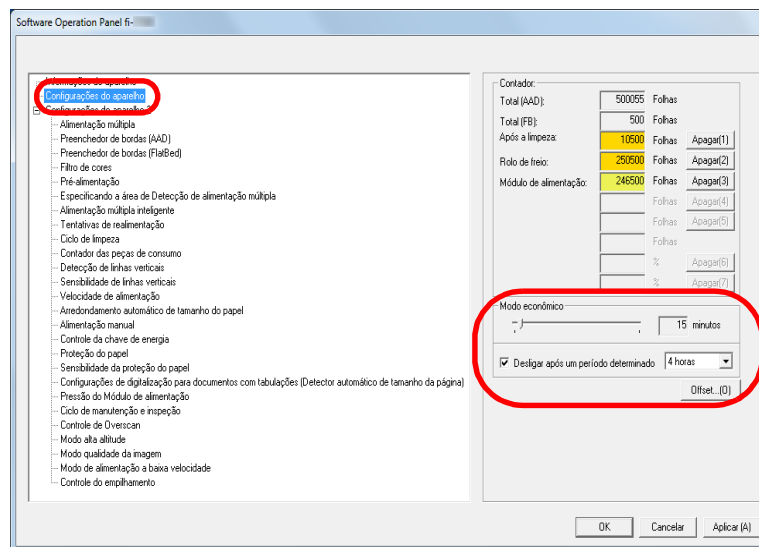 Software Operation Panel fi-
Informações do aparelho
Configurações do aparelho
Configurações do aparelho 2
Alimentação múltipla
Preenchedor de bordas (AAD)
Preenchedor de bordas (FlatBed)
Filtro de cores
Pré-alimentação
Especificando a área de Detecção de alimentação múltipla
Alimentação múltipla inteligente
Tentativas de realimentação
Ciclo de limpeza
Contador das peças de consumo
Detecção de linhas verticais
Sensibilidade de linhas verticais
Velocidade de alimentação
Arredondamento automático de tamanho do papel
Alimentação manual
Controle da chave de energia
Proteção do papel
Sensibilidade da proteção do papel
Configurações de digitalização para documentos com tabulações (Detector automático de tamanho da página)
Pressão do Módulo de alimentação
Ciclo de manutenção e inspeção
Controle de Overscan
Modo alta altitude
Modo qualidade da imagem
Modo de alimentação a baixa velocidade
Controle do empilhamento
Contador:
Total (AAD): 500055 Folhas
Total (FB): 500 Folhas
Após a limpeza: 10500 Folhas Apagar(1)
Rolo de freio: 250500 Folhas Apagar(2)
Módulo de alimentação: 246500 Folhas Apagar(3)
Folhas Apagar(4)
Folhas Apagar(5)
Folhas
% Apagar(6)
% Apagar(7)
Modo econômico
15 minutos
Desligar após um período determinado 4 horas
Offset...(O)
OK Cancelar Aplicar (A)